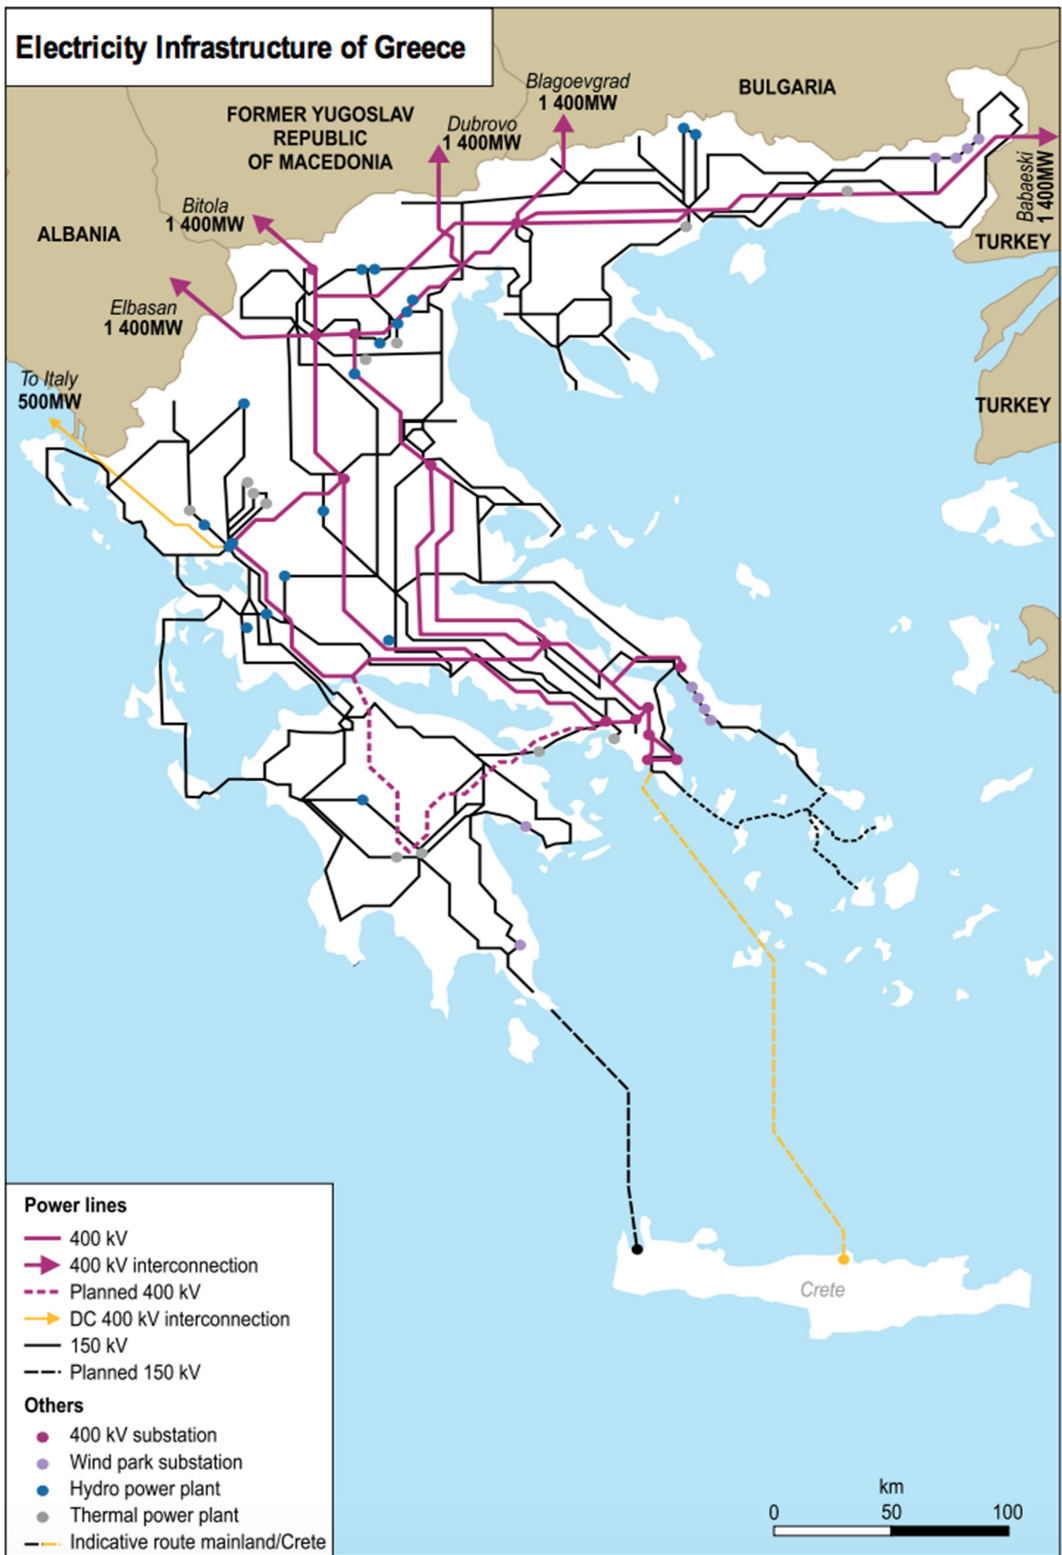 Electricity Infrastructure of Greece
Blagoevgrad
1 400MW
BULGARIA
FORMER YUGOSLAV
REPUBLIC
OF MACEDONIA
Dubrovo
1 400MW
Bitola
1 400MW
ALBANIA
Babaeski
1 400MW
TURKEY
Elbasan
1 400MW
To Italy
500MW
TURKEY
Crete
Power lines
400 kV
400 kV interconnection
Planned 400 kV
DC 400 kV interconnection
150 kV
Planned 150 kV
Others
400 kV substation
Wind park substation
Hydro power plant
Thermal power plant
Indicative route mainland/Crete
km
0 50 100